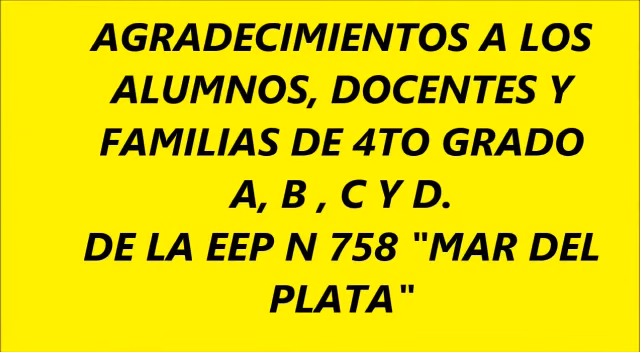 AGRADECIMIENTOS A LOS
ALUMNOS, DOCENTES Y
FAMILIAS DE 4TO GRADO
A, B , C Y D.
DE LA EEP N 758 "MAR DEL
PLATA"